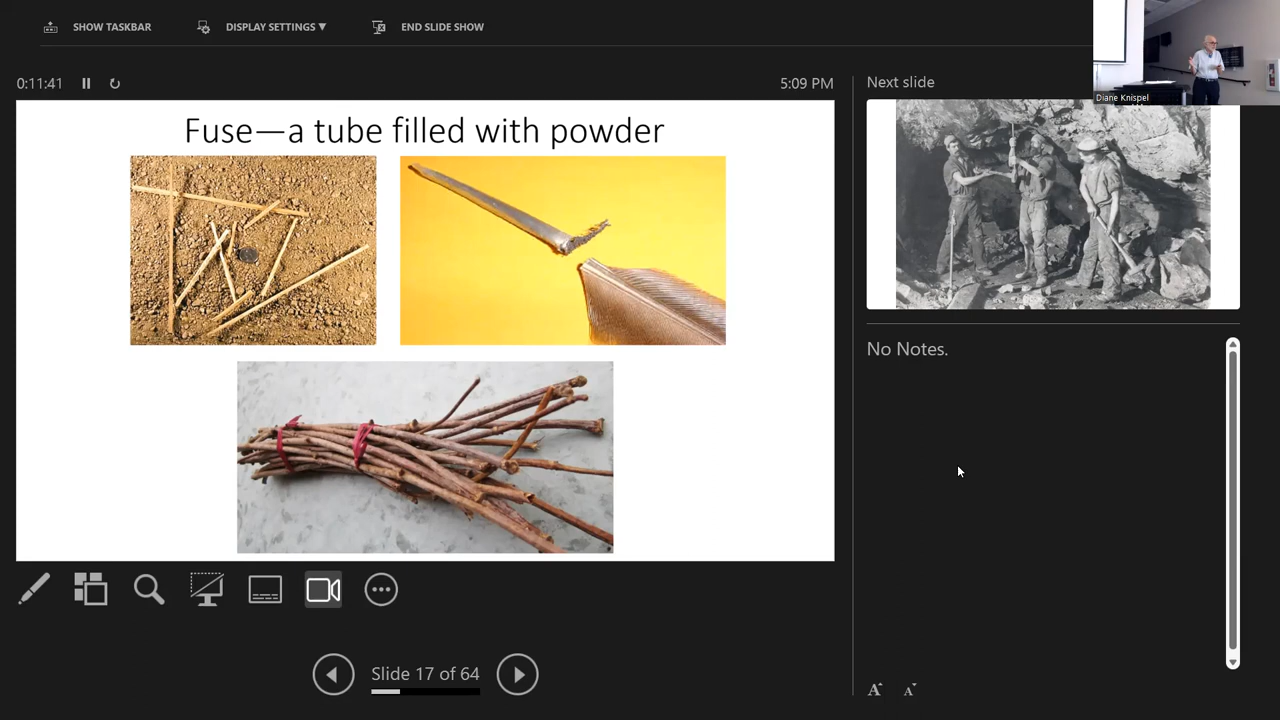 SHOW TASKBAR
DISPLAY SETTINGS ▼
END SLIDE SHOW
0:11:41
5:09 PM
Next slide
Diane Knispel
Fuse—a tube filled with powder
No Notes.
Slide 17 of 64
A A